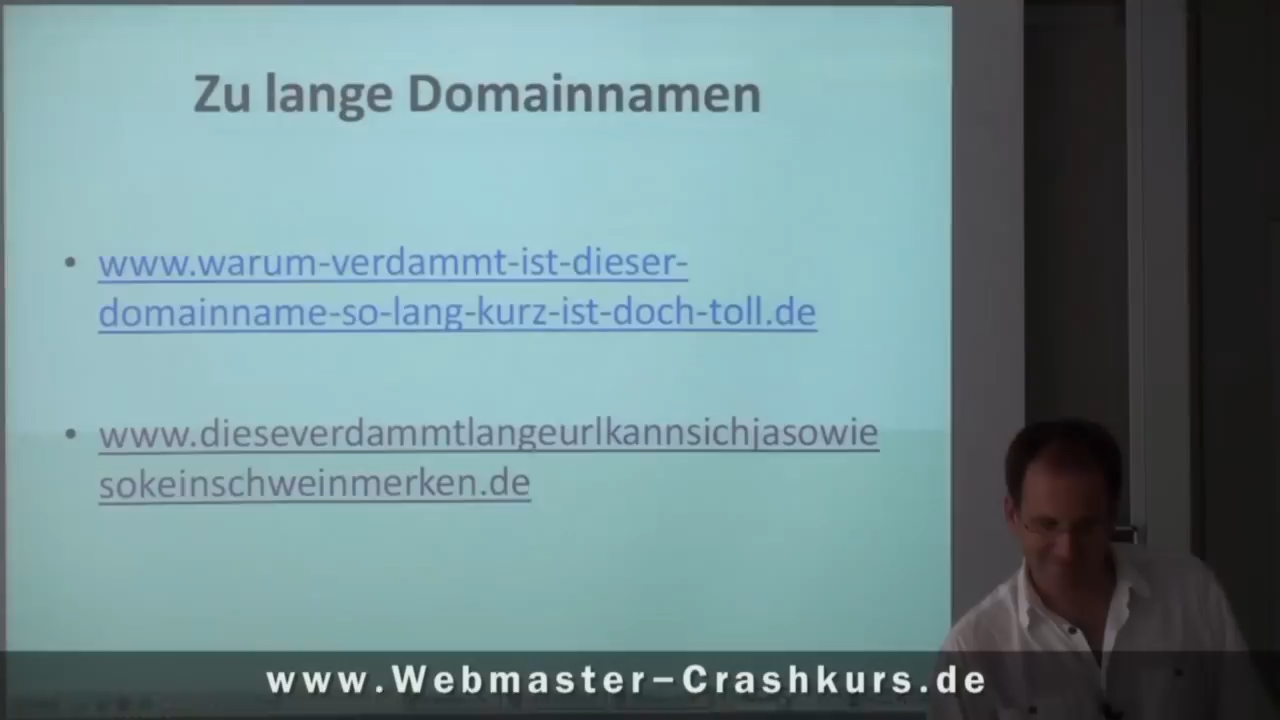 Zu lange Domainnamen
• www.warum-verdammt-ist-dieser-
domainname-so-lang-kurz-ist-doch-toll.de
• www.dieseverdammtlangeurlkannsichjasowie
sokeinschweinmerken.de
www.Webmaster-Crashkurs.de